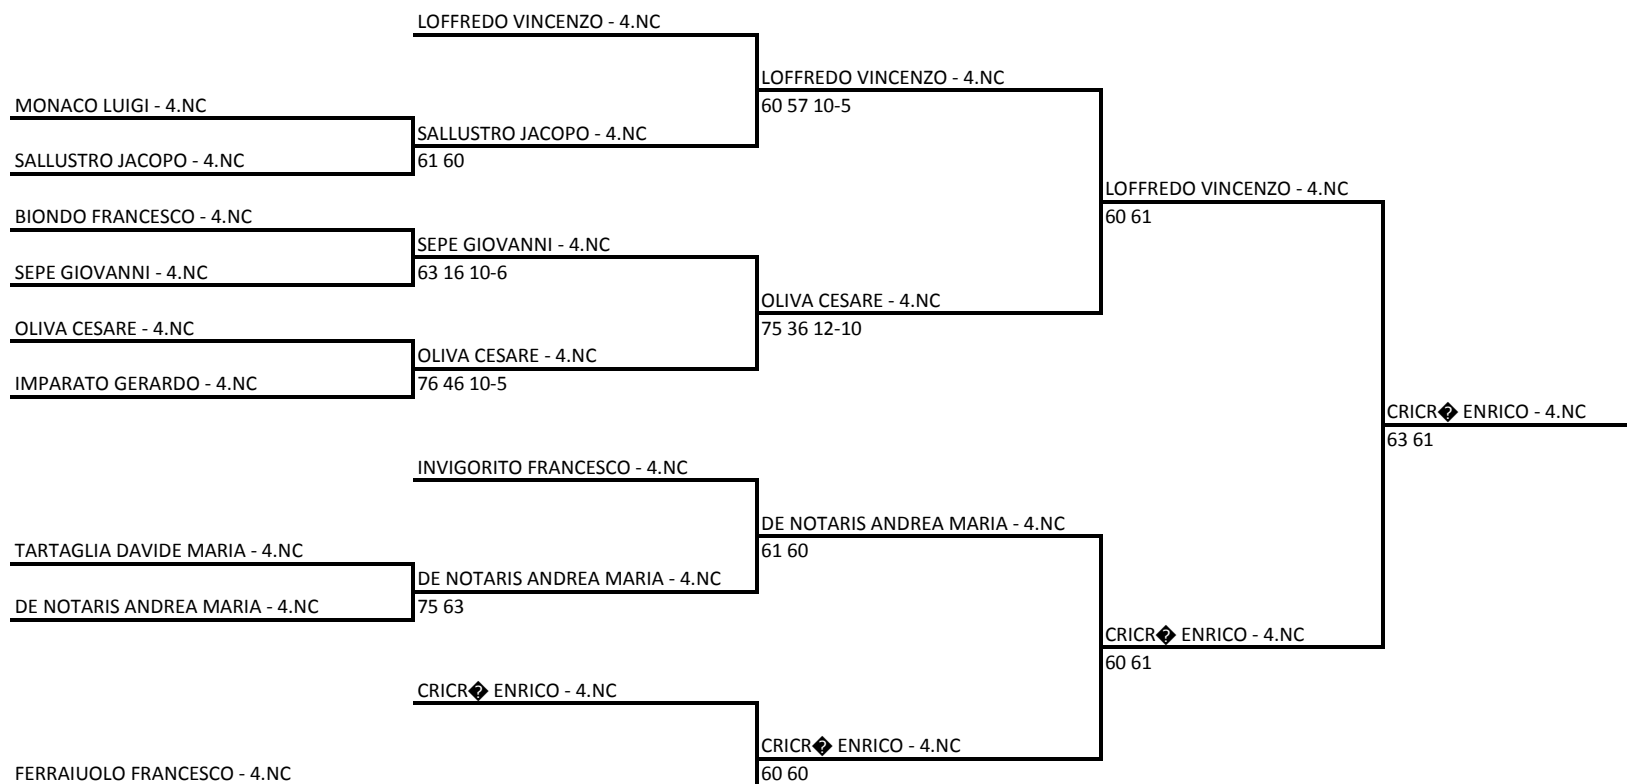 LOFFREDO VINCENZO - 4.NC
LOFFREDO VINCENZO - 4.NC
MONACO LUIGI - 4.NC
60 57 10-5
SALLUSTRO JACOPO - 4.NC
SALLUSTRO JACOPO - 4.NC
61 60
LOFFREDO VINCENZO - 4.NC
BIONDO FRANCESCO - 4.NC
60 61
SEPE GIOVANNI - 4.NC
SEPE GIOVANNI - 4.NC
63 16 10-6
OLIVA CESARE - 4.NC
OLIVA CESARE - 4.NC
75 36 12-10
OLIVA CESARE - 4.NC
IMPARATO GERARDO - 4.NC
76 46 10-5
CRICR� ENRICO - 4.NC
63 61
INVIGORITO FRANCESCO - 4.NC
DE NOTARIS ANDREA MARIA - 4.NC
TARTAGLIA DAVIDE MARIA - 4.NC
61 60
DE NOTARIS ANDREA MARIA - 4.NC
DE NOTARIS ANDREA MARIA - 4.NC
75 63
CRICR� ENRICO - 4.NC
60 61
CRICR� ENRICO - 4.NC
CRICR� ENRICO - 4.NC
FERRAIUOLO FRANCESCO - 4.NC
60 60